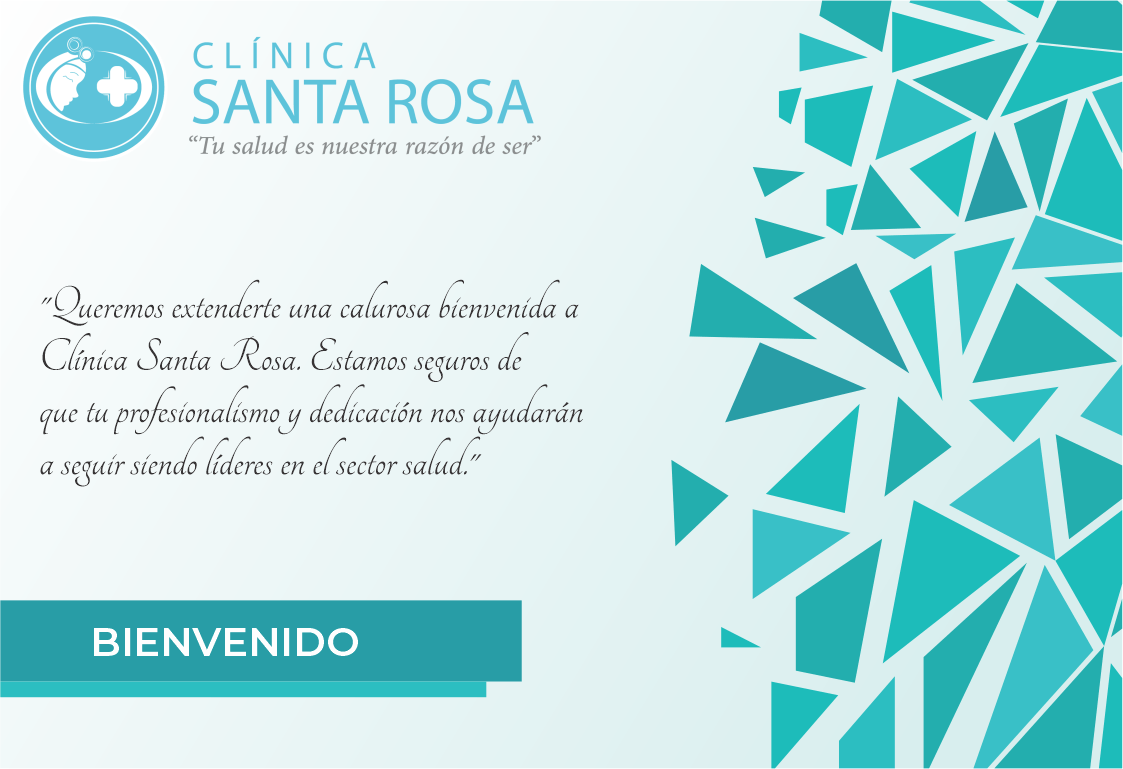 CLÍNICA
SANTA ROSA
“Tu salud es nuestra razón de ser”
"Queremos extenderte una calurosa bienvenida a
Clínica Santa Rosa. Estamos seguros de
que tu profesionalismo y dedicación nos ayudarán
a seguir siendo líderes en el sector salud."
BIENVENIDO